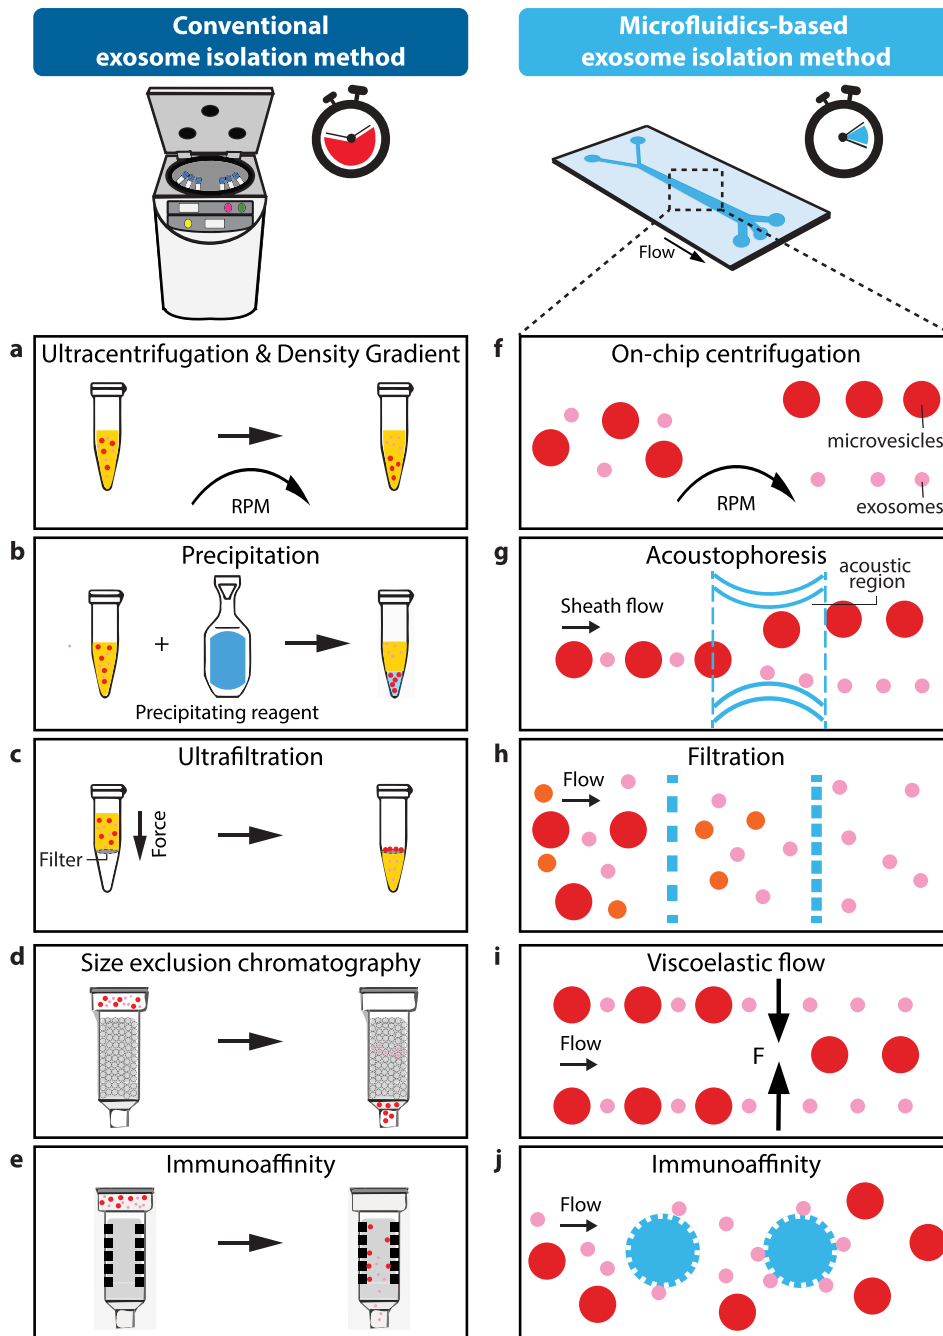 Conventional
exosome isolation method
Microfluidics-based
exosome isolation method
Flow
a
Ultracentrifugation & Density Gradient
RPM
b
Precipitation
+
Precipitating reagent
c
Ultrafiltration
Filter
Force
d
Size exclusion chromatography
e
Immunoaffinity
f
On-chip centrifugation
microvesicles
RPM
exosomes
g
Acoustophoresis
acoustic
region
Sheath flow
h
Filtration
Flow
i
Viscoelastic flow
Flow
F
j
Immunoaffinity
Flow